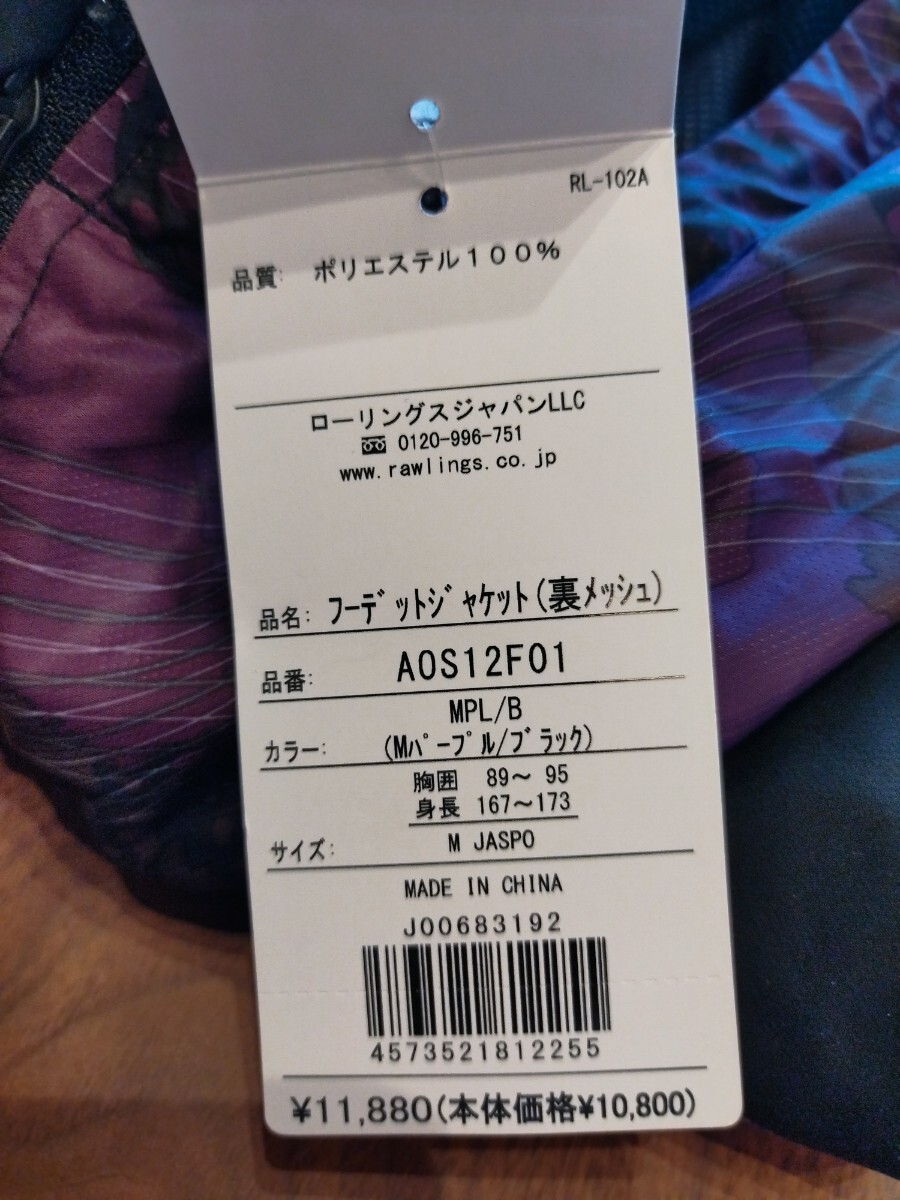 RL-102A
品質: ポリエステル１００％
ローリングスジャパンLLC
0120-996-751
www.rawlings.co.jp
品名: ﾌｰﾃﾞｯﾄｼﾞｬｹｯﾄ(裏ﾒｯｼｭ)
品番: AOS12F01
MPL/B
カラー: (Mﾊﾟｰﾌﾟﾙ/ﾌﾞﾗｯｸ)
胸囲 89～ 95
身長 167～173
サイズ: M JASPO
MADE IN CHINA
J00683192
4573521812255
¥11,880(本体価格¥10,800)